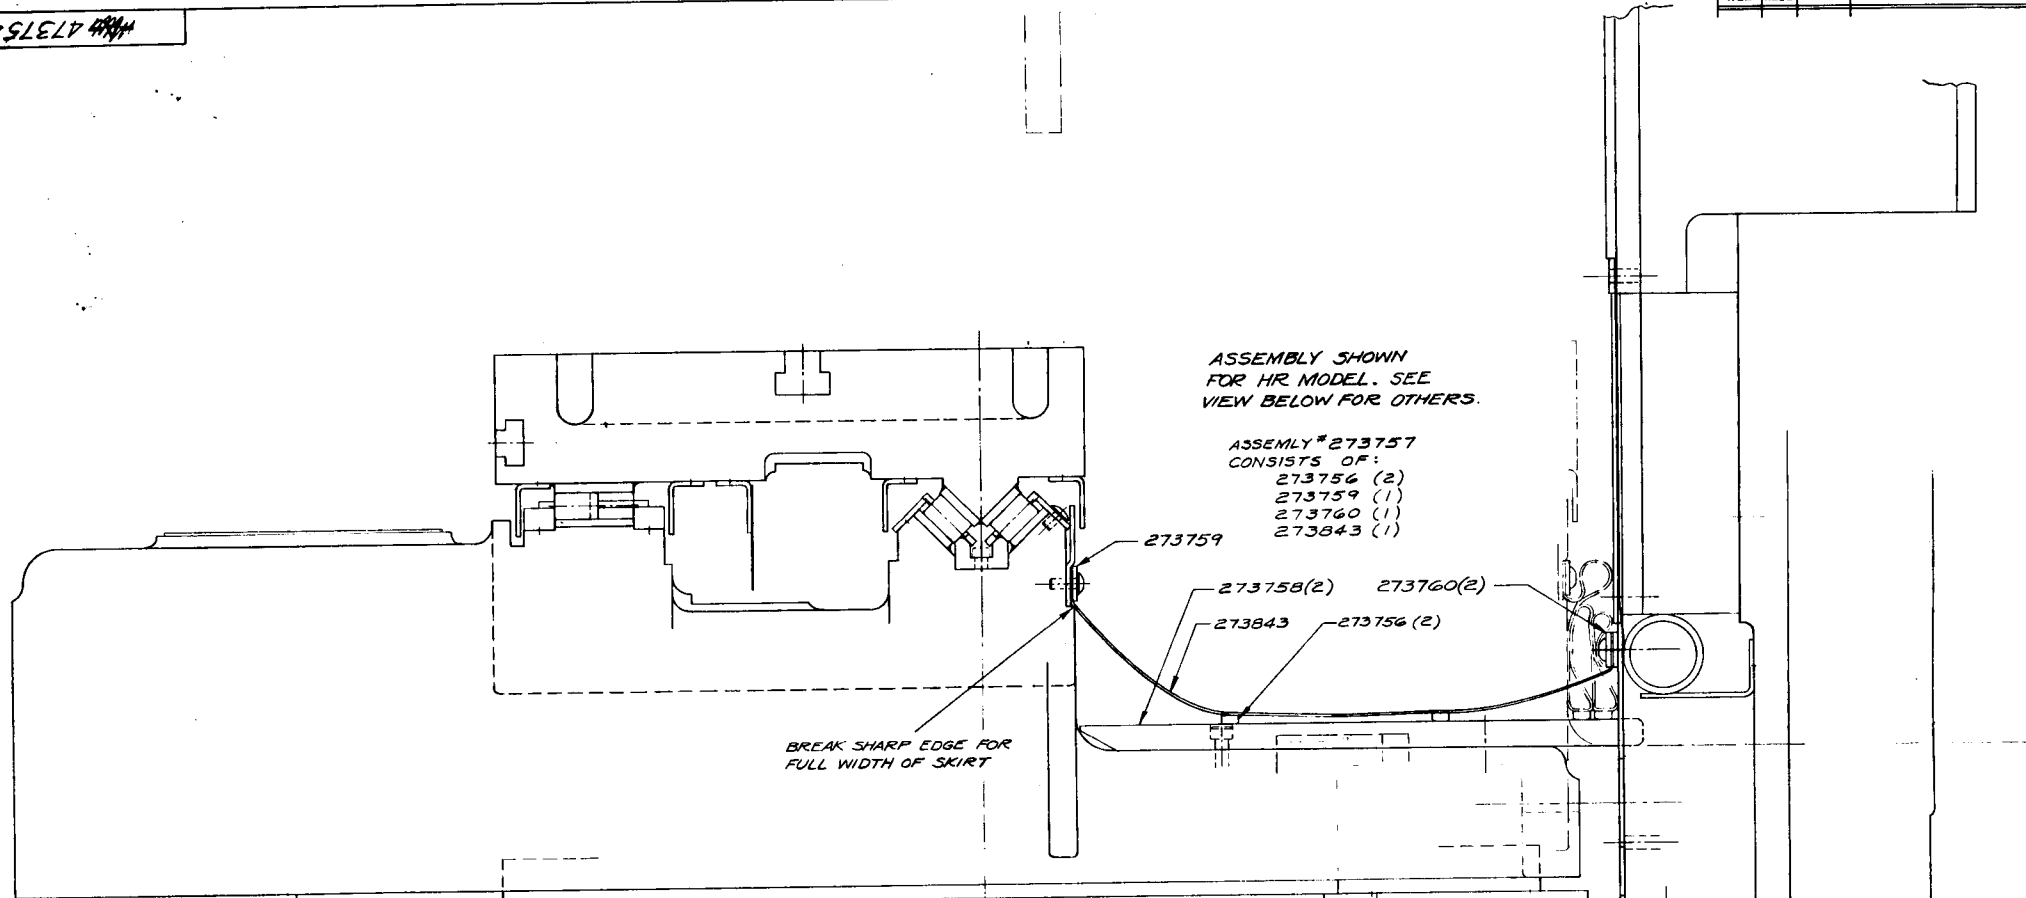 47375
ASSEMBLY SHOWN
FOR HR MODEL. SEE
VIEW BELOW FOR OTHERS.
ASSEMLY #273757
CONSISTS OF:
273756 (2)
273759 (1)
273760 (1)
273843 (1)
273759
273758(2) 273760(2)
273843 273756 (2)
BREAK SHARP EDGE FOR
FULL WIDTH OF SKIRT